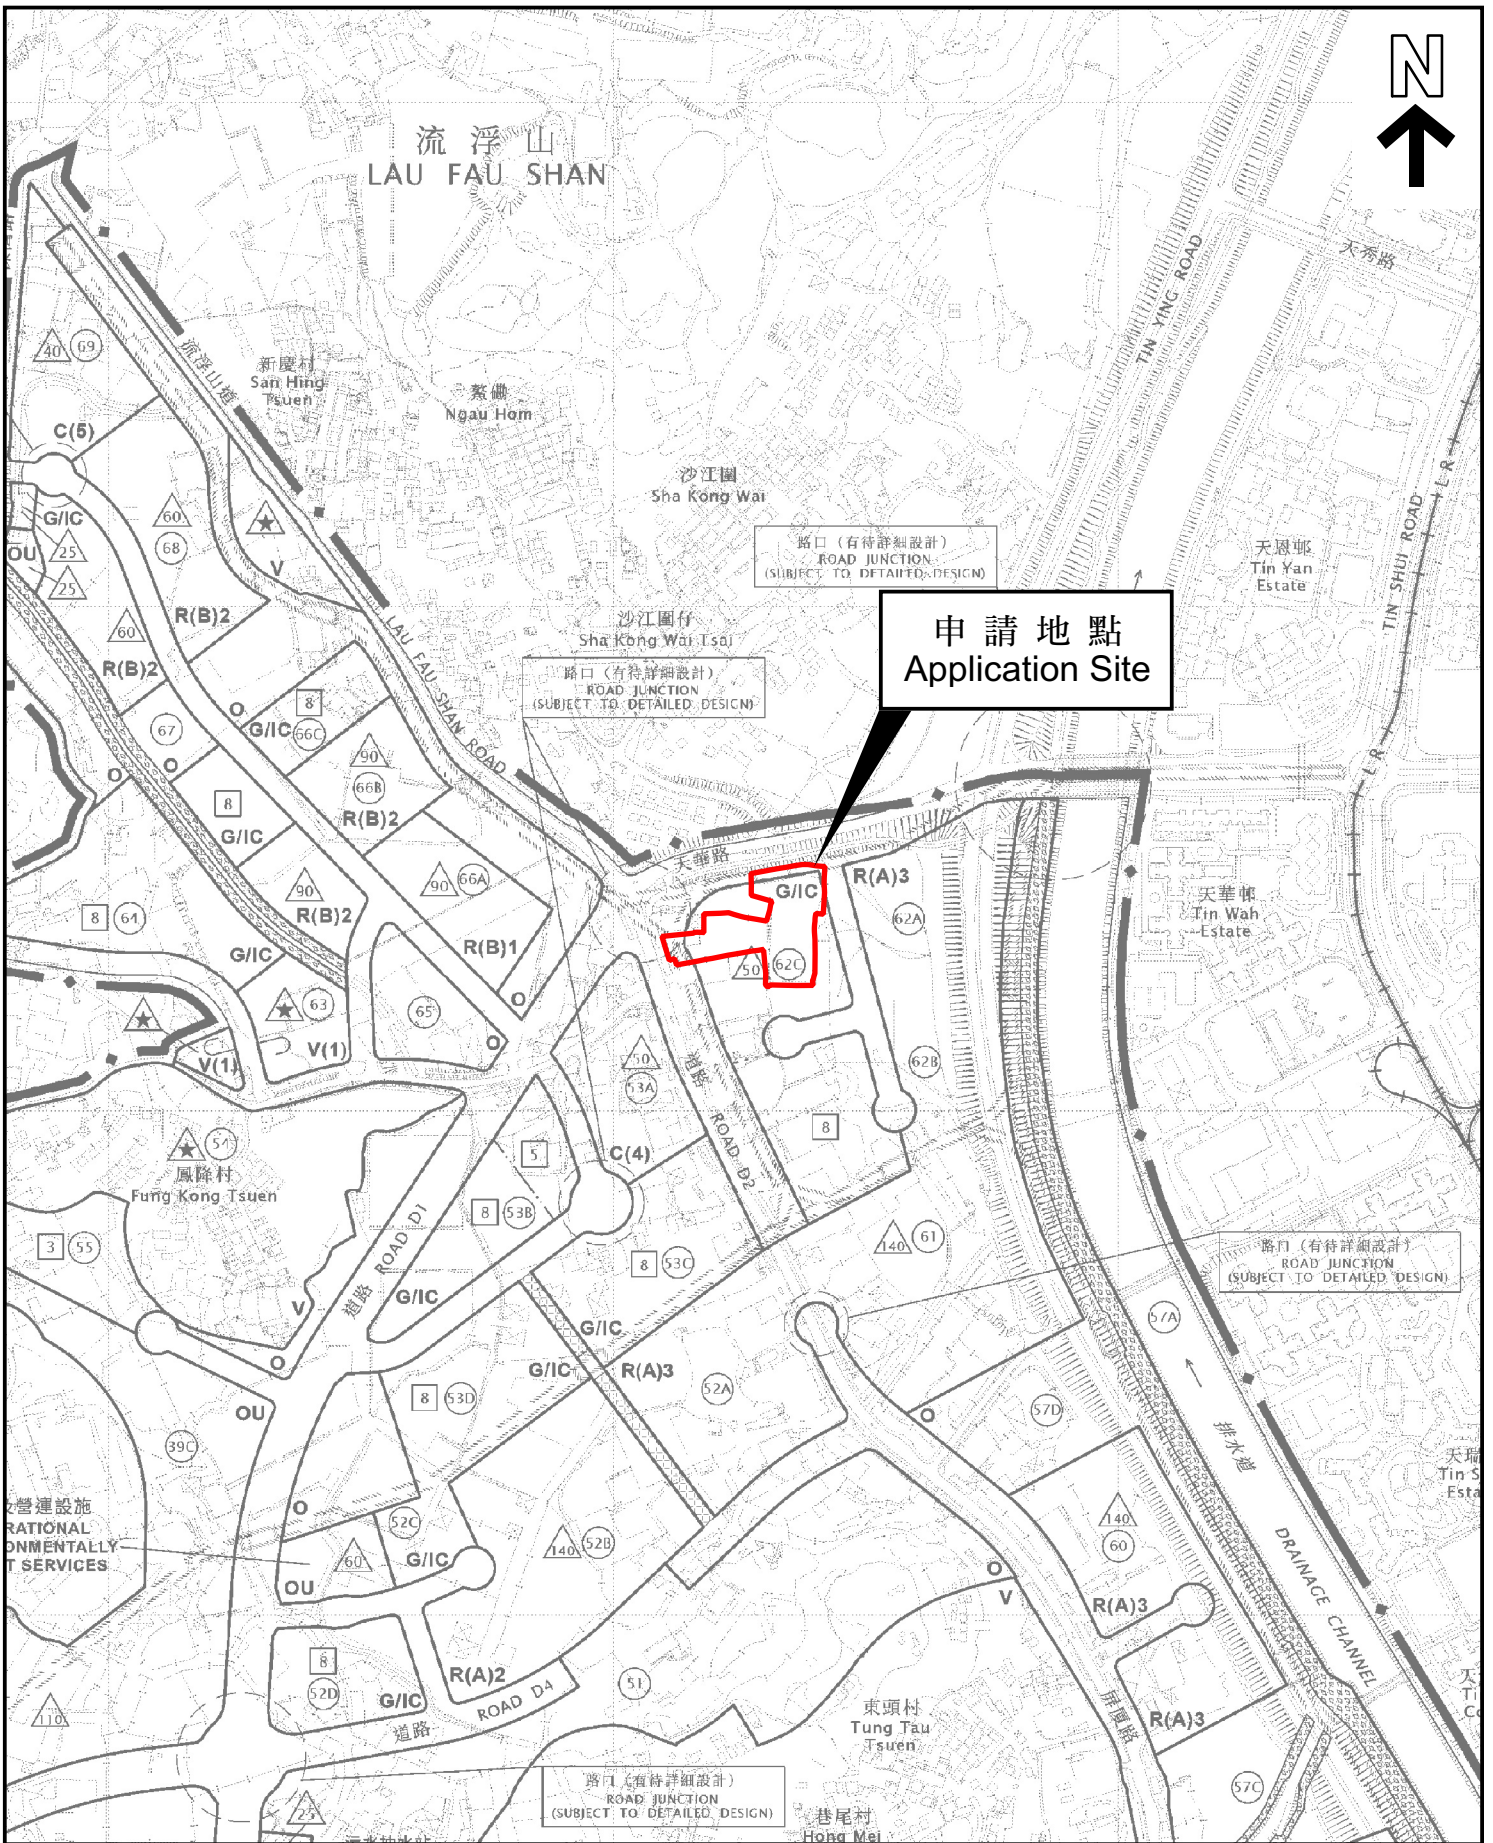 N
流浮山
LAU FAU SHAN
天秀路
TIN YING ROAD
40
69
流浮山道
新慶村
San Hing
Tsuen
鰲磡
Ngau Hom
C(5)
沙江圍
Sha Kong Wai
TIN SHUI ROAD
LR
G/IC
60
68
OU
25
25
V
路口（有待詳細設計）
ROAD JUNCTION
(SUBJECT TO DETAILED DESIGN)
天恩邨
Tin Yan
Estate
申請地點
Application Site
R(B)2
60
R(B)2
沙江圍仔
Sha Kong Wai Tsai
LAU FAU SHAN ROAD
路口（有待詳細設計）
ROAD JUNCTION
(SUBJECT TO DETAILED DESIGN)
O
8
G/IC
66C
67
O
O
90
66B
R(B)2
LR
8
G/IC
天華路
R(A)3
G/IC
90
66A
90
R(B)2
62A
天華邨
Tin Wah
Estate
8
64
G/IC
R(B)1
50
62C
O
63
65
V(1)
V(1)
O
50
53A
道路
ROAD D2
62B
8
54
鳳降村
Fung Kong Tsuen
5
C(4)
8
53B
3
55
道路 ROAD D1
8
53C
140
61
路口（有待詳細設計）
ROAD JUNCTION
(SUBJECT TO DETAILED DESIGN)
V
G/IC
G/IC
57A
O
G/IC
R(A)3
8
53D
52A
OU
O
57D
39C
排水道
DRAINAGE CHANNEL
Tin S
Esta
營運設施
RATIONAL
ONMENTALLY
T SERVICES
O
52C
60
G/IC
140
52B
140
60
OU
O
V
R(A)3
8
52D
G/IC
R(A)2
道路
ROAD D4
51
東頭村
Tung Tau
Tsuen
屏廈路
R(A)3
110
57C
路口（有待詳細設計）
ROAD JUNCTION
(SUBJECT TO DETAILED DESIGN)
25
巷尾村
Hong Mei